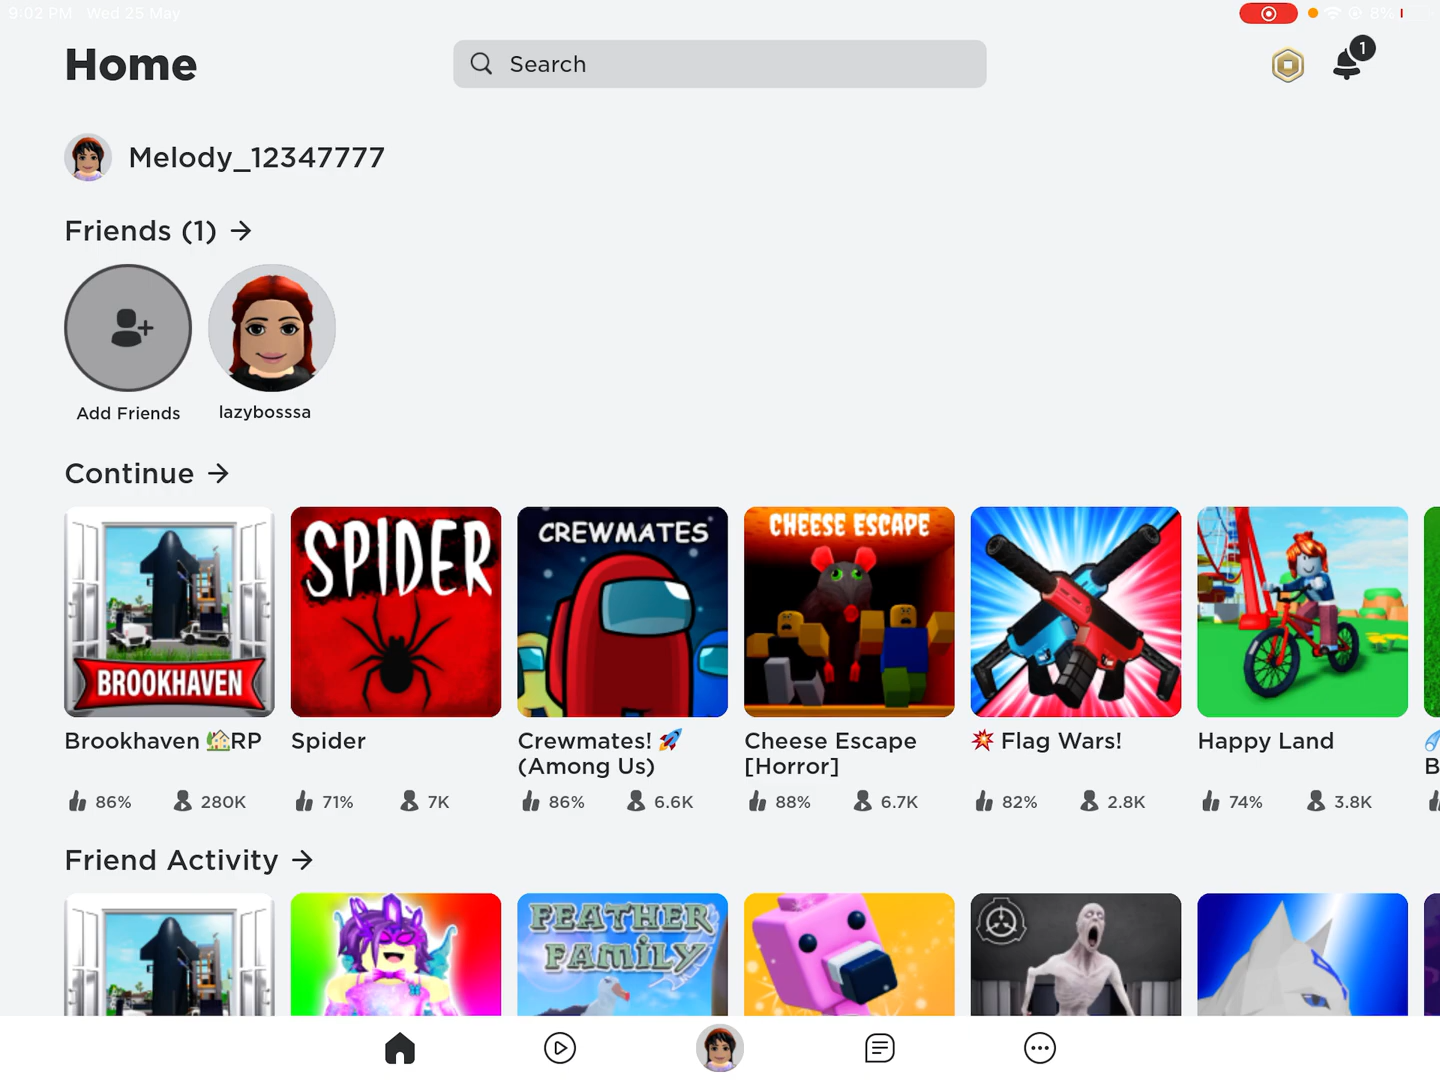 9:02 PM Wed 25 May
8%
Home
Search
1
Melody_12347777
Friends (1) →
Add Friends
lazybosssa
Continue →
BROOKHAVEN
SPIDER
CREWMATES
CHEESE ESCAPE
Brookhaven 🏡RP
Spider
Crewmates! 🚀
(Among Us)
Cheese Escape
[Horror]
💥 Flag Wars!
Happy Land
B
86% 280K
71% 7K
86% 6.6K
88% 6.7K
82% 2.8K
74% 3.8K
Friend Activity →
FEATHER
FAMILY